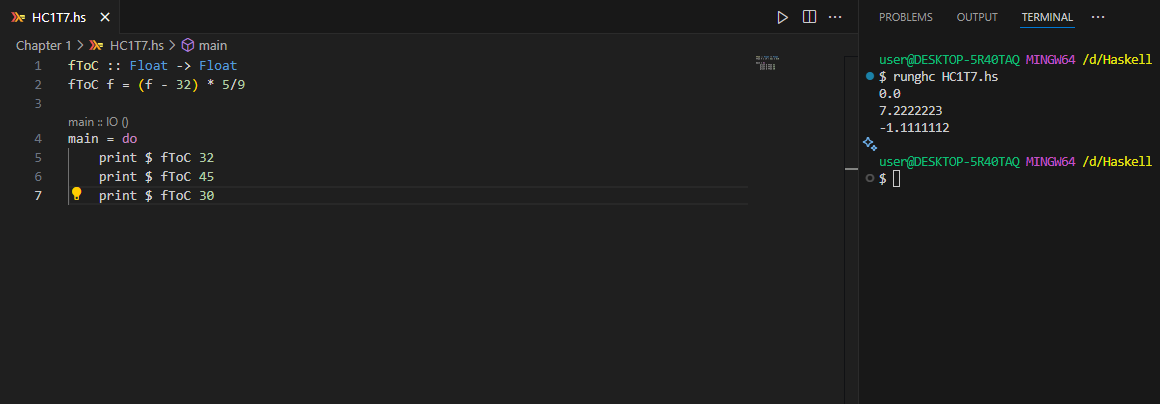 HC1T7.hs
Chapter 1 > HC1T7.hs > main
1 fToC :: Float -> Float
2 fToC f = (f - 32) * 5/9
3
main :: IO ()
4 main = do
5 print $ fToC 32
6 print $ fToC 45
7 print $ fToC 30
PROBLEMS OUTPUT TERMINAL ...
user@DESKTOP-5R40TAQ MINGW64 /d/Haskell
$ runghc HC1T7.hs
0.0
7.2222223
-1.1111112
user@DESKTOP-5R40TAQ MINGW64 /d/Haskell
$